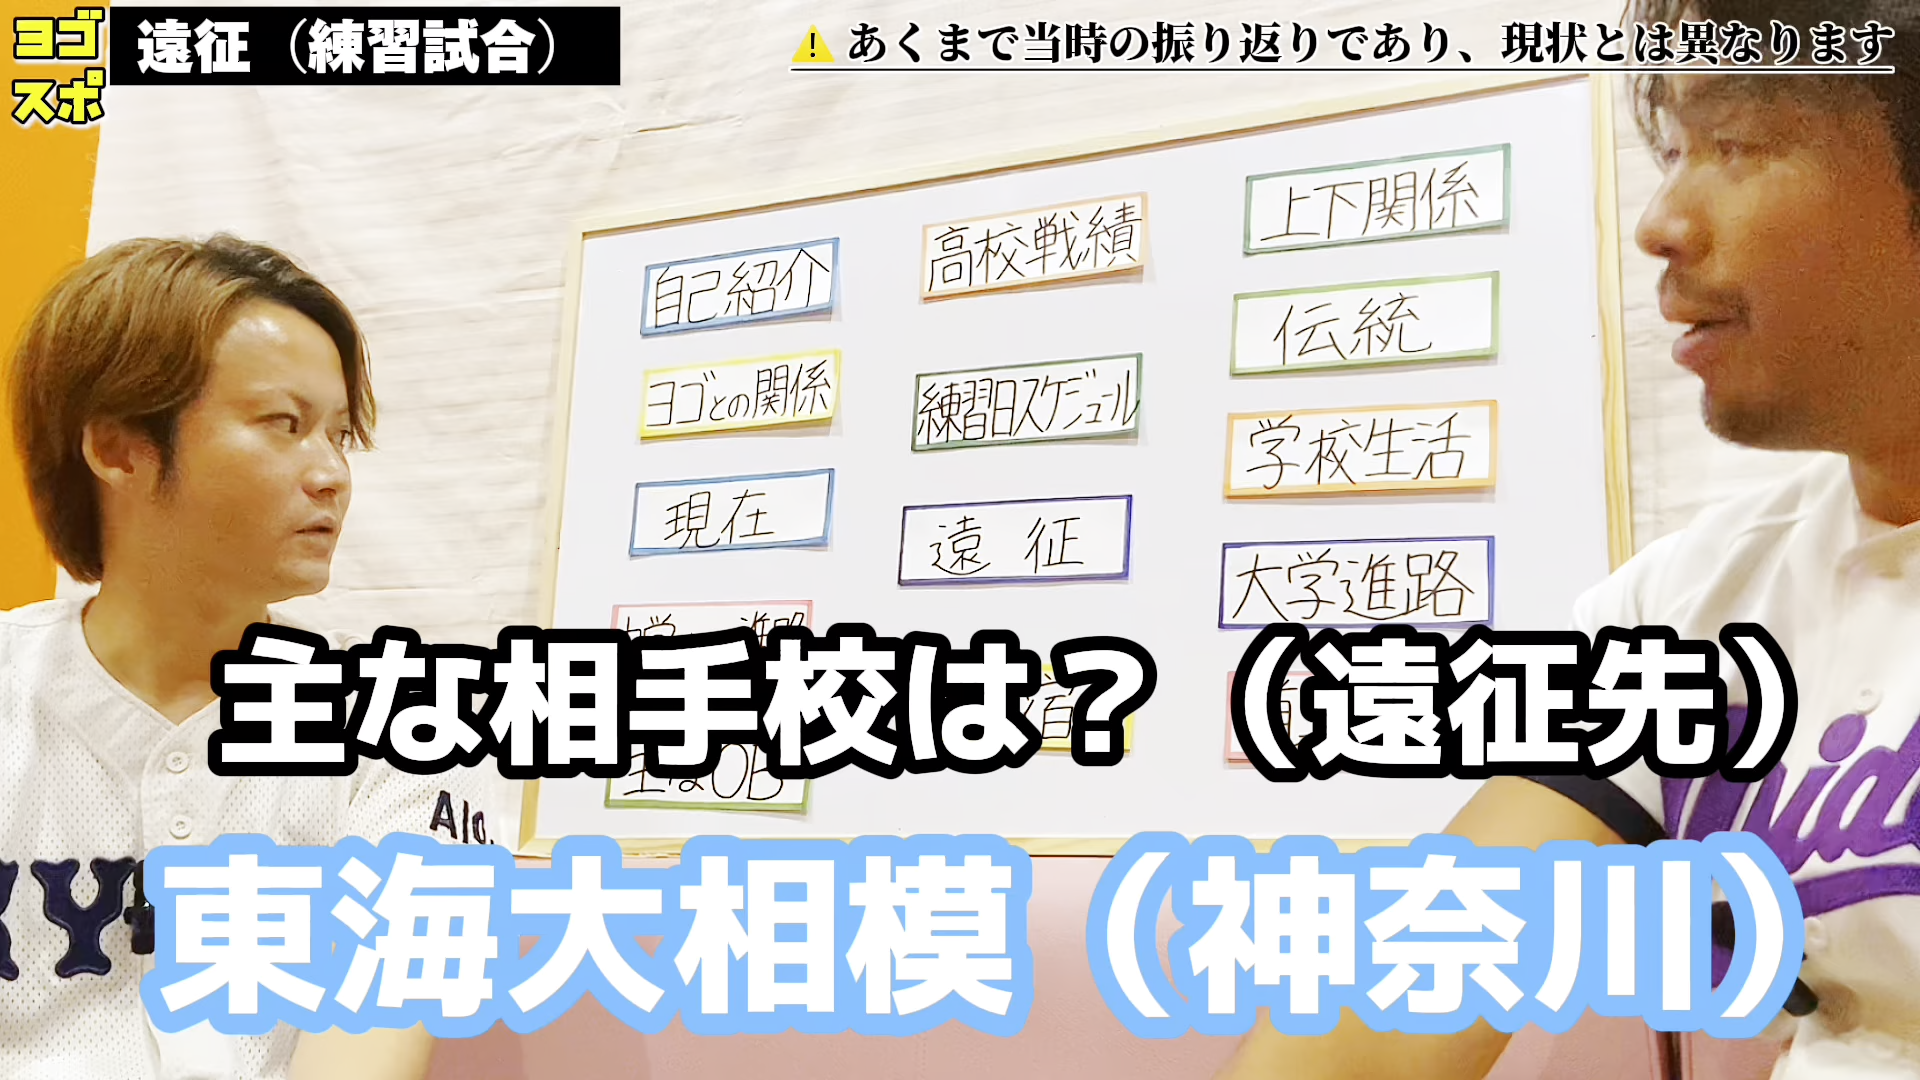 ヨゴ
スポ
遠征（練習試合）
あくまで当時の振り返りであり、現状とは異なります
自己紹介
高校戦績
上下関係
ヨゴとの関係
練習日スケジュール
伝統
現在
遠征
学校生活
大学進路
主な相手校は？（遠征先）
主なOB
東海大相模（神奈川）